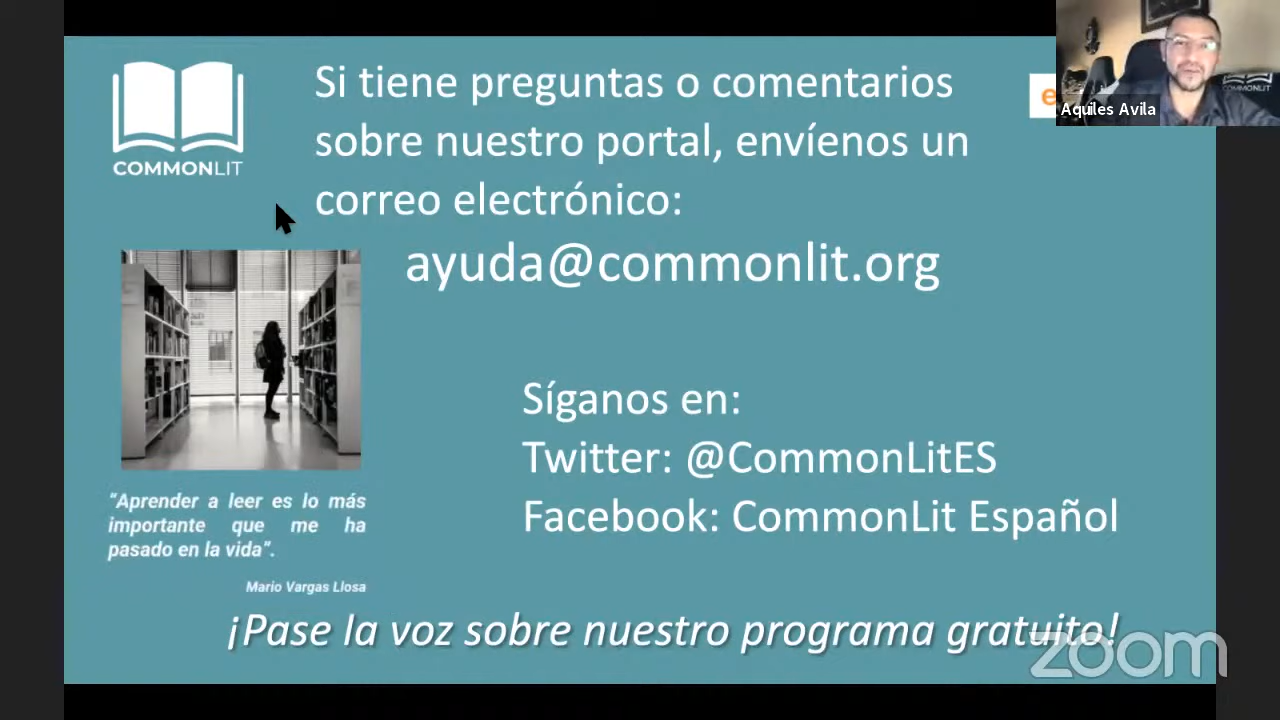 COMMONLIT
Si tiene preguntas o comentarios
sobre nuestro portal, envíenos un
correo electrónico:
ayuda@commonlit.org
e
Aquiles Avila
COMMONLIT
Síganos en:
Twitter: @CommonLitES
Facebook: CommonLit Español
“Aprender a leer es lo más
importante que me ha
pasado en la vida”.
Mario Vargas Llosa
¡Pase la voz sobre nuestro programa gratuito!
zoom